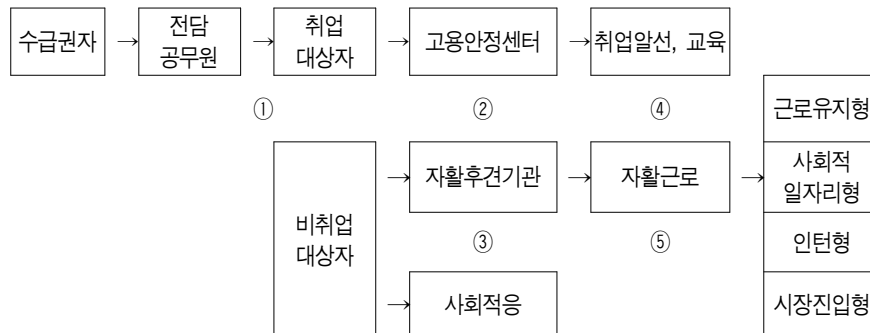 수급권자 → 전담 공무원 → 취업 대상자 → 고용안정센터 → 취업알선, 교육
① ② ④
비취업 대상자 → 자활후견기관 → 자활근로 → 근로유지형
사회적 일자리형
인턴형
시장진입형
③ ⑤
→ 사회적응